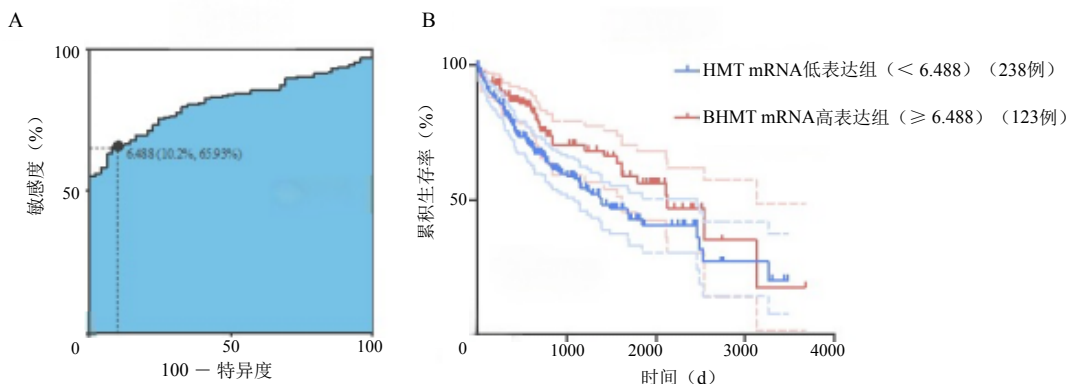 A
敏感度（%）
100
50
0
6.488 (10.2%, 65.93%)
50
100
100 － 特异度
B
累积生存率（%）
100
50
0
1000
2000
3000
4000
时间（d）
HMT mRNA低表达组（＜ 6.488）（238例）
BHMT mRNA高表达组（≥ 6.488）（123例）